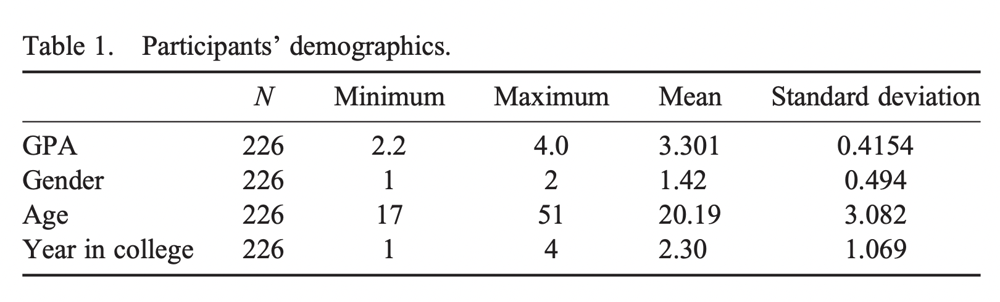 Table 1. Participants’ demographics.
N Minimum Maximum Mean Standard deviation
GPA 226 2.2 4.0 3.301 0.4154
Gender 226 1 2 1.42 0.494
Age 226 17 51 20.19 3.082
Year in college 226 1 4 2.30 1.069